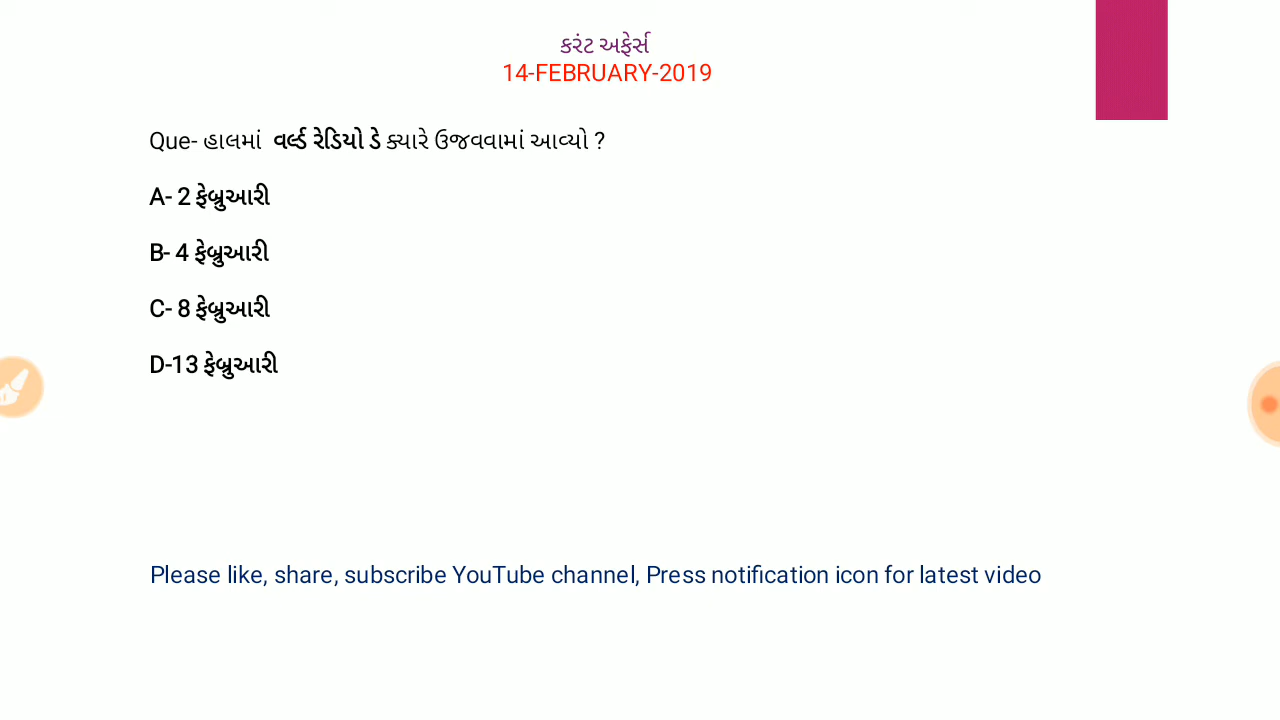 કરંટ અફેર્સ
14-FEBRUARY-2019
Que- હાલમાં વર્લ્ડ રેડિયો ડે ક્યારે ઉજવવામાં આવ્યો ?
A- 2 ફેબ્રુઆરી
B- 4 ફેબ્રુઆરી
C- 8 ફેબ્રુઆરી
D-13 ફેબ્રુઆરી
Please like, share, subscribe YouTube channel, Press notification icon for latest video